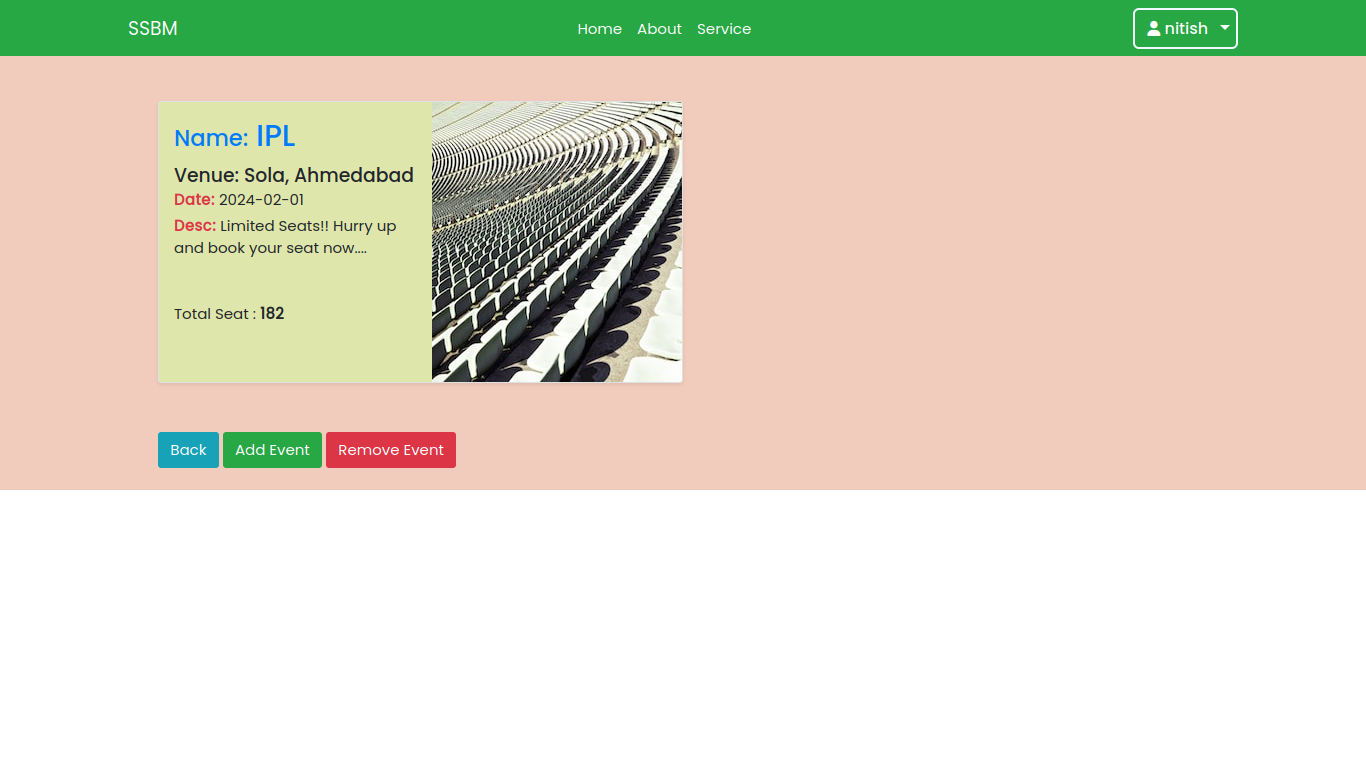 SSBM
Home About Service
nitish
Name: IPL
Venue: Sola, Ahmedabad
Date: 2024-02-01
Desc: Limited Seats!! Hurry up
and book your seat now....
Total Seat : 182
Back Add Event Remove Event